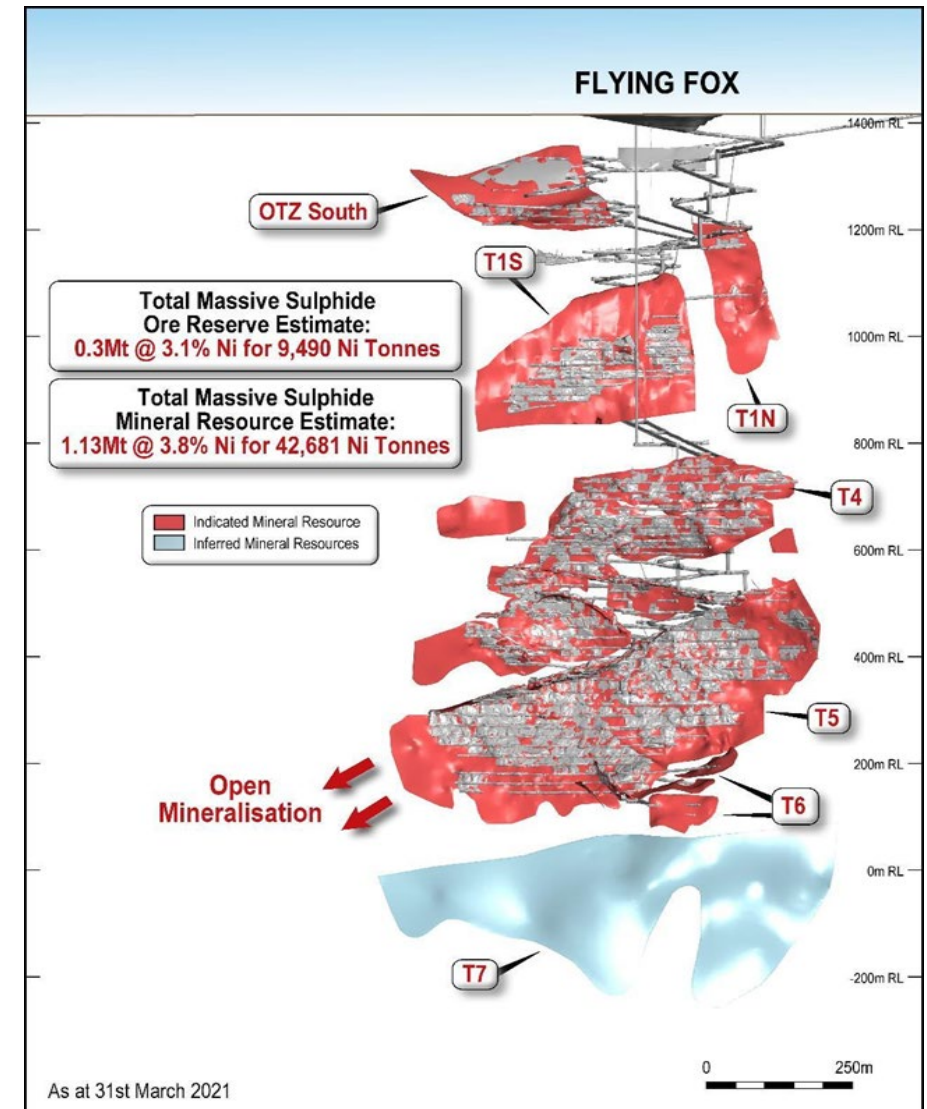 FLYING FOX
1400m RL
OTZ South
1200m RL
T1S
Total Massive Sulphide
Ore Reserve Estimate:
0.3Mt @ 3.1% Ni for 9,490 Ni Tonnes
1000m RL
Total Massive Sulphide
Mineral Resource Estimate:
1.13Mt @ 3.8% Ni for 42,681 Ni Tonnes
T1N
800m RL
T4
Indicated Mineral Resource
Inferred Mineral Resources
600m RL
400m RL
T5
200m RL
Open
Mineralisation
T6
0m RL
T7
-200m RL
0 250m
As at 31st March 2021